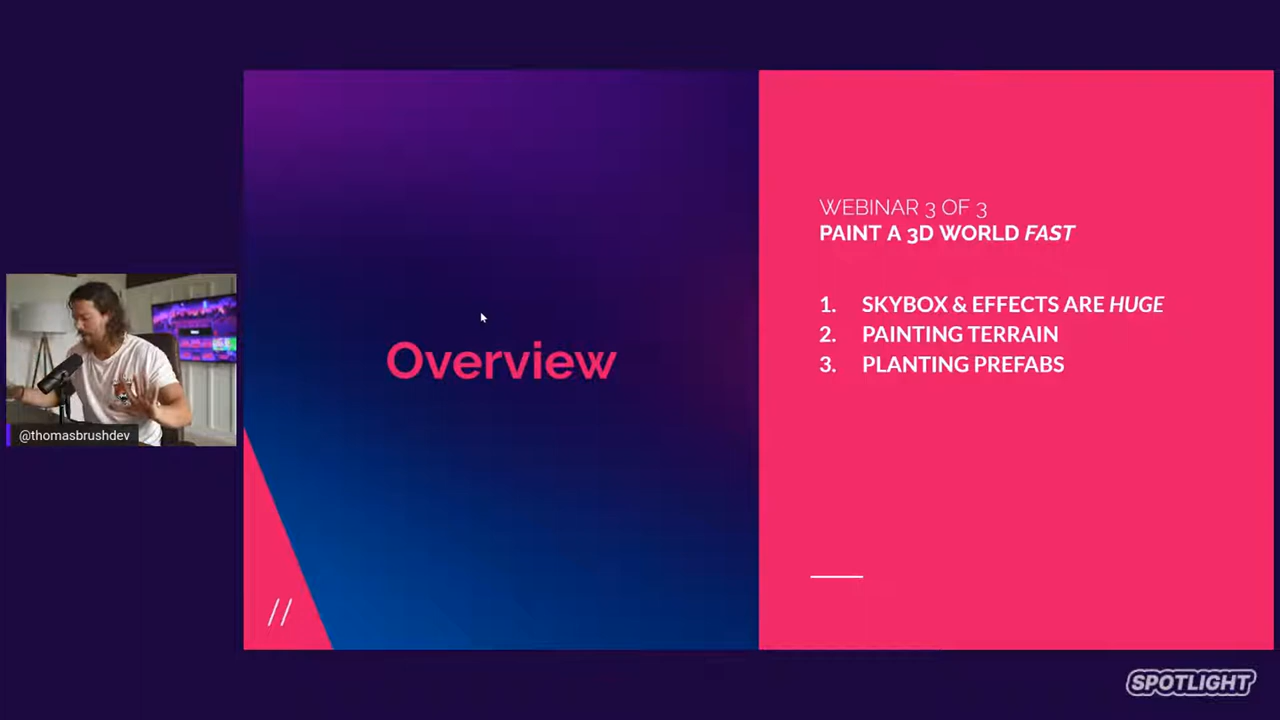 WEBINAR 3 OF 3
PAINT A 3D WORLD FAST
1. SKYBOX & EFFECTS ARE HUGE
2. PAINTING TERRAIN
3. PLANTING PREFABS
Overview
@thomasbrushdev
//
SPOTLIGHT